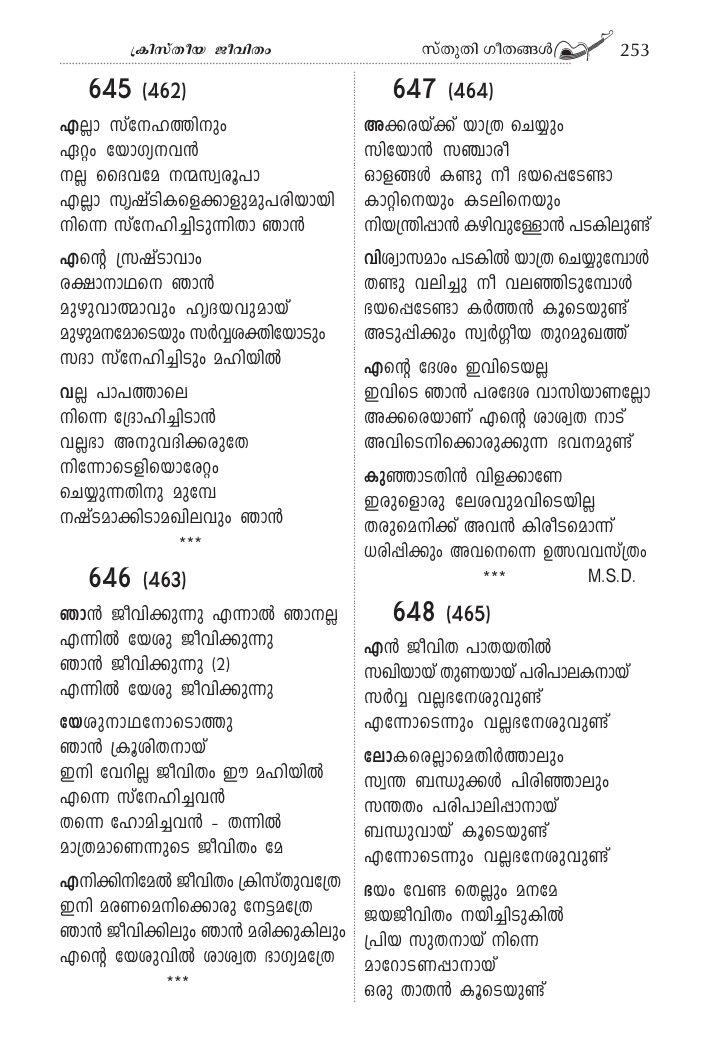 ക്രിസ്തീയ ജീവിതം
സ്തുതി ഗീതങ്ങൾ 253
645 (462)
എല്ലാ സ്നേഹത്തിനും
ഏറ്റം യോഗ്യനവൻ
നല്ല ദൈവമേ നന്മസ്വരൂപാ
എല്ലാ സൃഷ്ടികളെക്കാളുമുപരിയായി
നിന്നെ സ്നേഹിച്ചിടുന്നിതാ ഞാൻ
എന്റെ സ്രഷ്ടാവാം
രക്ഷാനാഥനെ ഞാൻ
മുഴുവാത്മാവും ഹൃദയവുമായ്
മുഴുമനമോടെയും സർവ്വശക്തിയോടും
സദാ സ്നേഹിച്ചിടും മഹിയിൽ
വല്ല പാപത്താലെ
നിന്നെ ദ്രോഹിച്ചിടാൻ
വല്ലഭാ അനുവദിക്കരുതേ
നിന്നോടെളിയൊരേറ്റം
ചെയ്യുന്നതിനു മുമ്പേ
നഷ്ടമാക്കിടാമഖിലവും ഞാൻ
***
646 (463)
ഞാൻ ജീവിക്കുന്നു എന്നാൽ ഞാനല്ല
എന്നിൽ യേശു ജീവിക്കുന്നു
ഞാൻ ജീവിക്കുന്നു (2)
എന്നിൽ യേശു ജീവിക്കുന്നു
യേശുനാഥനോടൊത്തു
ഞാൻ ക്രൂശിതനായ്
ഇനി വേറില്ല ജീവിതം ഈ മഹിയിൽ
എന്നെ സ്നേഹിച്ചവൻ
തന്നെ ഹോമിച്ചവൻ – തന്നിൽ
മാത്രമാണെന്നുടെ ജീവിതം മേ
എനിക്കിനിമേൽ ജീവിതം ക്രിസ്തുവത്രേ
ഇനി മരണമെനിക്കൊരു നേട്ടമത്രേ
ഞാൻ ജീവിക്കിലും ഞാൻ മരിക്കുകിലും
എന്റെ യേശുവിൽ ശാശ്വത ഭാഗ്യമത്രേ
***
647 (464)
അക്കരയ്ക്ക് യാത്ര ചെയ്യും
സിയോൻ സഞ്ചാരീ
ഓളങ്ങൾ കണ്ടു നീ ഭയപ്പെടേണ്ടാ
കാറ്റിനെയും കടലിനെയും
നിയന്ത്രിപ്പാൻ കഴിവുള്ളോൻ പടകിലുണ്ട്
വിശ്വാസമാം പടകിൽ യാത്ര ചെയ്യുമ്പോൾ
തണ്ടു വലിച്ചു നീ വലഞ്ഞിടുമ്പോൾ
ഭയപ്പെടേണ്ടാ കർത്തൻ കൂടെയുണ്ട്
അടുപ്പിക്കും സ്വർഗ്ഗീയ തുറമുഖത്ത്
എന്റെ ദേശം ഇവിടെയല്ല
ഇവിടെ ഞാൻ പരദേശ വാസിയാണല്ലോ
അക്കരെയാണ് എന്റെ ശാശ്വത നാട്
അവിടെനിക്കൊരുക്കുന്ന ഭവനമുണ്ട്
കുഞ്ഞാടതിൻ വിളക്കാണേ
ഇരുളൊരു ലേശവുമവിടെയില്ല
തരുമെനിക്ക് അവൻ കിരീടമൊന്ന്
ധരിപ്പിക്കും അവനെന്നെ ഉത്സവവസ്ത്രം
*** M.S.D.
648 (465)
എൻ ജീവിത പാതയതിൽ
സഖിയായ് തുണയായ് പരിപാലകനായ്
സർവ്വ വല്ലഭനേശുവുണ്ട്
എന്നോടെന്നും വല്ലഭനേശുവുണ്ട്
ലോകരെല്ലാമെതിർത്താലും
സ്വന്ത ബന്ധുക്കൾ പിരിഞ്ഞാലും
സന്തതം പരിപാലിപ്പാനായ്
ബന്ധുവായ് കൂടെയുണ്ട്
എന്നോടെന്നും വല്ലഭനേശുവുണ്ട്
ഭയം വേണ്ട തെല്ലും മനമേ
ജയജീവിതം നയിച്ചിടുകിൽ
പ്രിയ സുതനായ് നിന്നെ
മാറോടണപ്പാനായ്
ഒരു താതൻ കൂടെയുണ്ട്